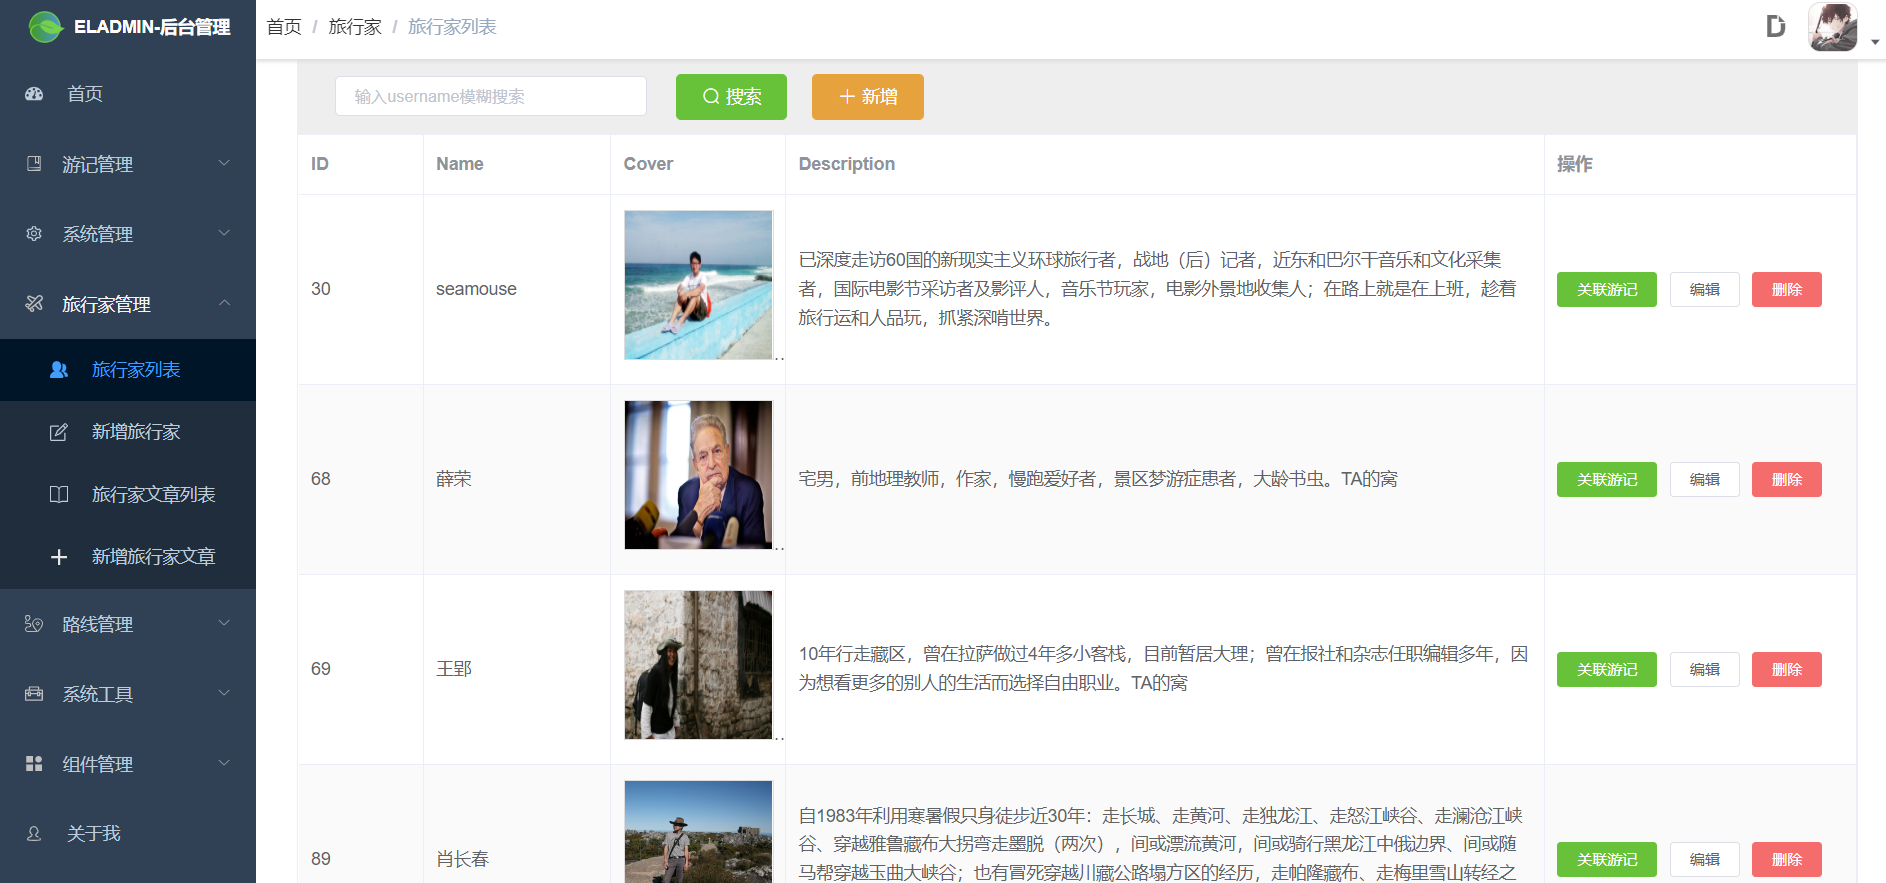 ELADMIN-后台管理
首页 / 旅行家 / 旅行家列表
首页
游记管理
系统管理
旅行家管理
旅行家列表
新增旅行家
旅行家文章列表
新增旅行家文章
路线管理
系统工具
组件管理
关于我
输入username模糊搜索
搜索
新增
ID Name Cover Description 操作
30 seamouse
已深度走访60国的新现实主义环球旅行者，战地（后）记者，近东和巴尔干音乐和文化采集
者，国际电影节采访者及影评人，音乐节玩家，电影外景地收集人；在路上就是在上班，趁着
旅行运和人品玩，抓紧深啃世界。
关联游记 编辑 删除
68 薛荣
宅男，前地理教师，作家，慢跑爱好者，景区梦游症患者，大龄书虫。TA的窝
关联游记 编辑 删除
69 王郢
10年行走藏区，曾在拉萨做过4年多小客栈，目前暂居大理；曾在报社和杂志任职编辑多年，因
为想看更多的别人的生活而选择自由职业。TA的窝
关联游记 编辑 删除
89 肖长春
自1983年利用寒暑假只身徒步近30年：走长城、走黄河、走独龙江、走怒江峡谷、走澜沧江峡
谷、穿越雅鲁藏布大拐弯走墨脱（两次），间或漂流黄河，间或骑行黑龙江中俄边界、间或随
马帮穿越玉曲大峡谷；也有冒死穿越川藏公路塌方区的经历，走帕隆藏布、走梅里雪山转经之
关联游记 编辑 删除